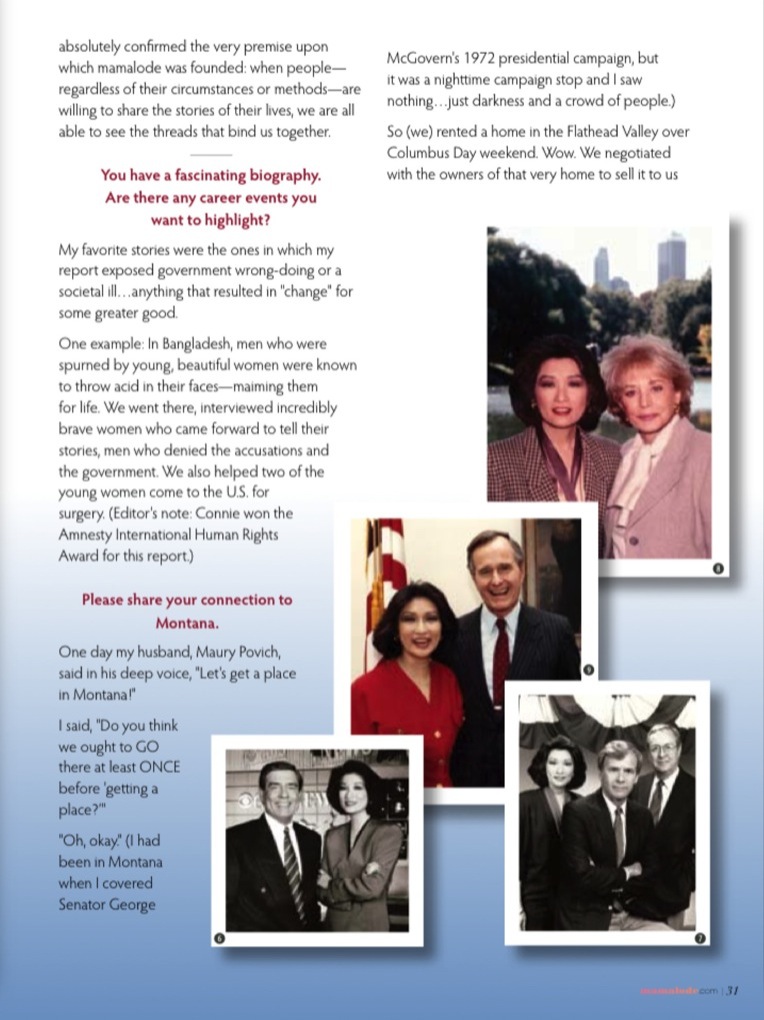 absolutely confirmed the very premise upon
which mamalode was founded: when people—
regardless of their circumstances or methods—are
willing to share the stories of their lives, we are all
able to see the threads that bind us together.
You have a fascinating biography.
Are there any career events you
want to highlight?
My favorite stories were the ones in which my
report exposed government wrong-doing or a
societal ill...anything that resulted in "change" for
some greater good.
One example: In Bangladesh, men who were
spurned by young, beautiful women were known
to throw acid in their faces—maiming them
for life. We went there, interviewed incredibly
brave women who came forward to tell their
stories, men who denied the accusations and
the government. We also helped two of the
young women come to the U.S. for
surgery. (Editor's note: Connie won the
Amnesty International Human Rights
Award for this report.)
Please share your connection to
Montana.
One day my husband, Maury Povich,
said in his deep voice, "Let's get a place
in Montana!"
I said, "Do you think
we ought to GO
there at least ONCE
before 'getting a
place?'"
"Oh, okay." (I had
been in Montana
when I covered
Senator George
McGovern's 1972 presidential campaign, but
it was a nighttime campaign stop and I saw
nothing...just darkness and a crowd of people.)
So (we) rented a home in the Flathead Valley over
Columbus Day weekend. Wow. We negotiated
with the owners of that very home to sell it to us
8
9
6
7
mamalode.com | 31